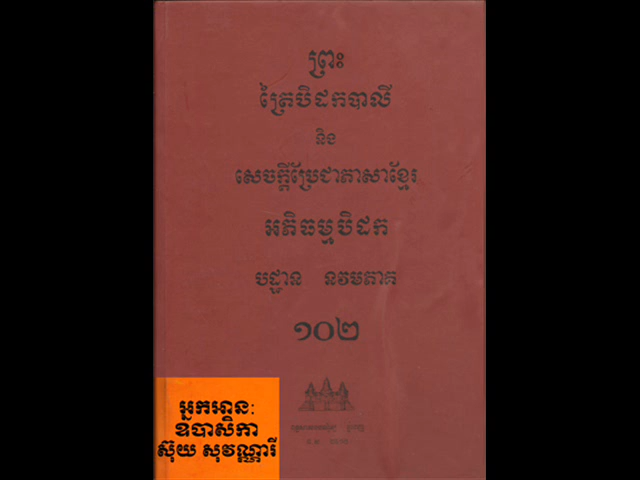 ព្រះ
ត្រៃបិដកបាលី
និង
សេចក្ដីប្រែជាភាសាខ្មែរ
អភិធម្មបិដក
បដ្ឋាន នវមភាគ
១០២
អ្នកអាន:
ឧបាសិកា
ស៊ុយ សុវណ្ណារី